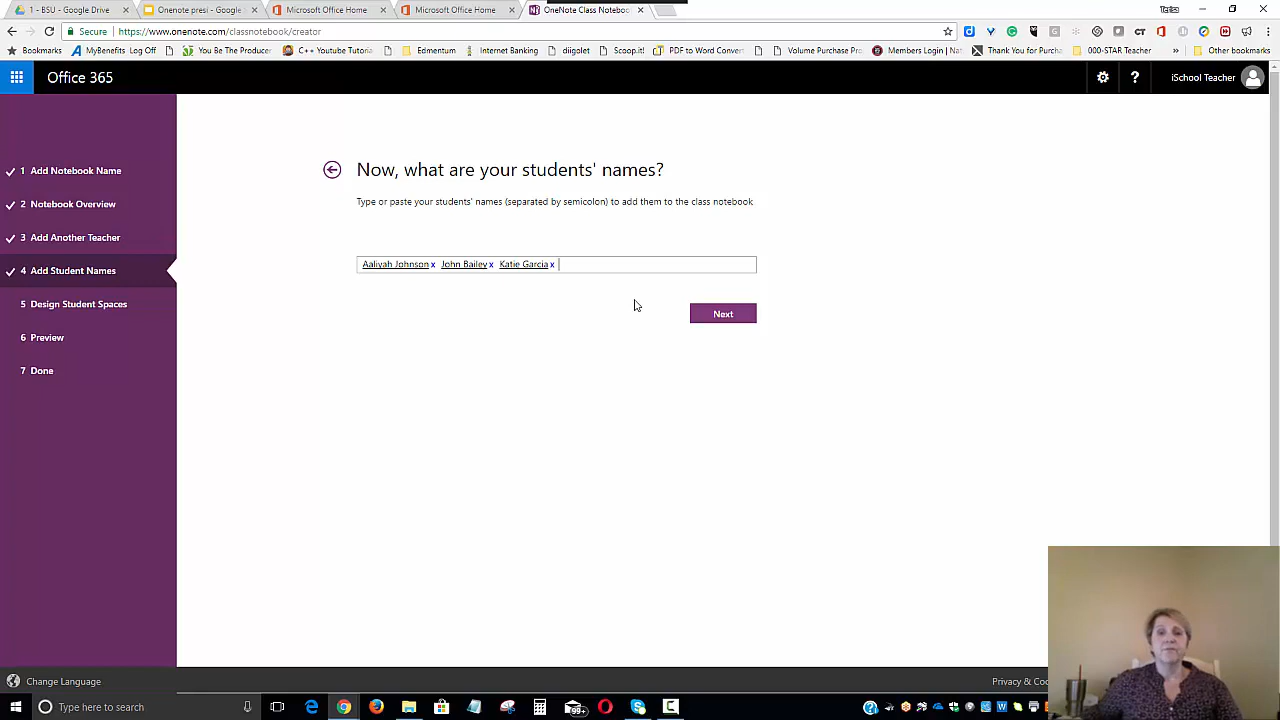 1 - BSU - Google Drive
Onenote presj - Google
Microsoft Office Home
Microsoft Office Home
OneNote Class Noteboo
Secure
https://www.onenote.com/classnotebook/creator
Bookmarks
MyBenefits Log Off
You Be The Producer
C++ Youtube Tutoria
Edmentum
Internet Banking
diigolet
Scoop.it!
PDF to Word Convert
Volume Purchase Pro
Members Login | Nat
Thank You for Purcha
000-STAR Teacher
Other bookmarks
Office 365
iSchool Teacher
1 Add Notebook Name
2 Notebook Overview
3 Add Another Teacher
4 Add Student Names
5 Design Student Spaces
6 Preview
7 Done
Now, what are your students' names?
Type or paste your students' names (separated by semicolon) to add them to the class notebook
Aaliyah Johnson x John Bailey x Katie Garcia x
Next
Change Language
Privacy & Coo
Type here to search
99+